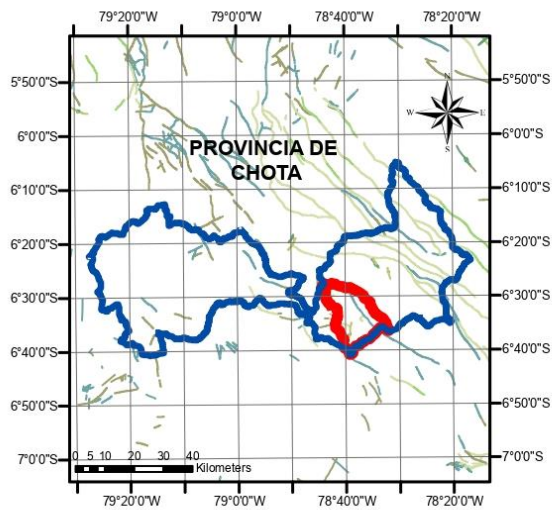 79°20'0"W 79°0'0"W 78°40'0"W 78°20'0"W
5°50'0"S 5°50'0"S
N
W E
S
6°0'0"S 6°0'0"S
PROVINCIA DE
CHOTA
6°10'0"S 6°10'0"S
6°20'0"S 6°20'0"S
6°30'0"S 6°30'0"S
6°40'0"S 6°40'0"S
6°50'0"S 6°50'0"S
7°0'0"S 7°0'0"S
0 5 10 20 30 40
Kilometers
79°20'0"W 79°0'0"W 78°40'0"W 78°20'0"W